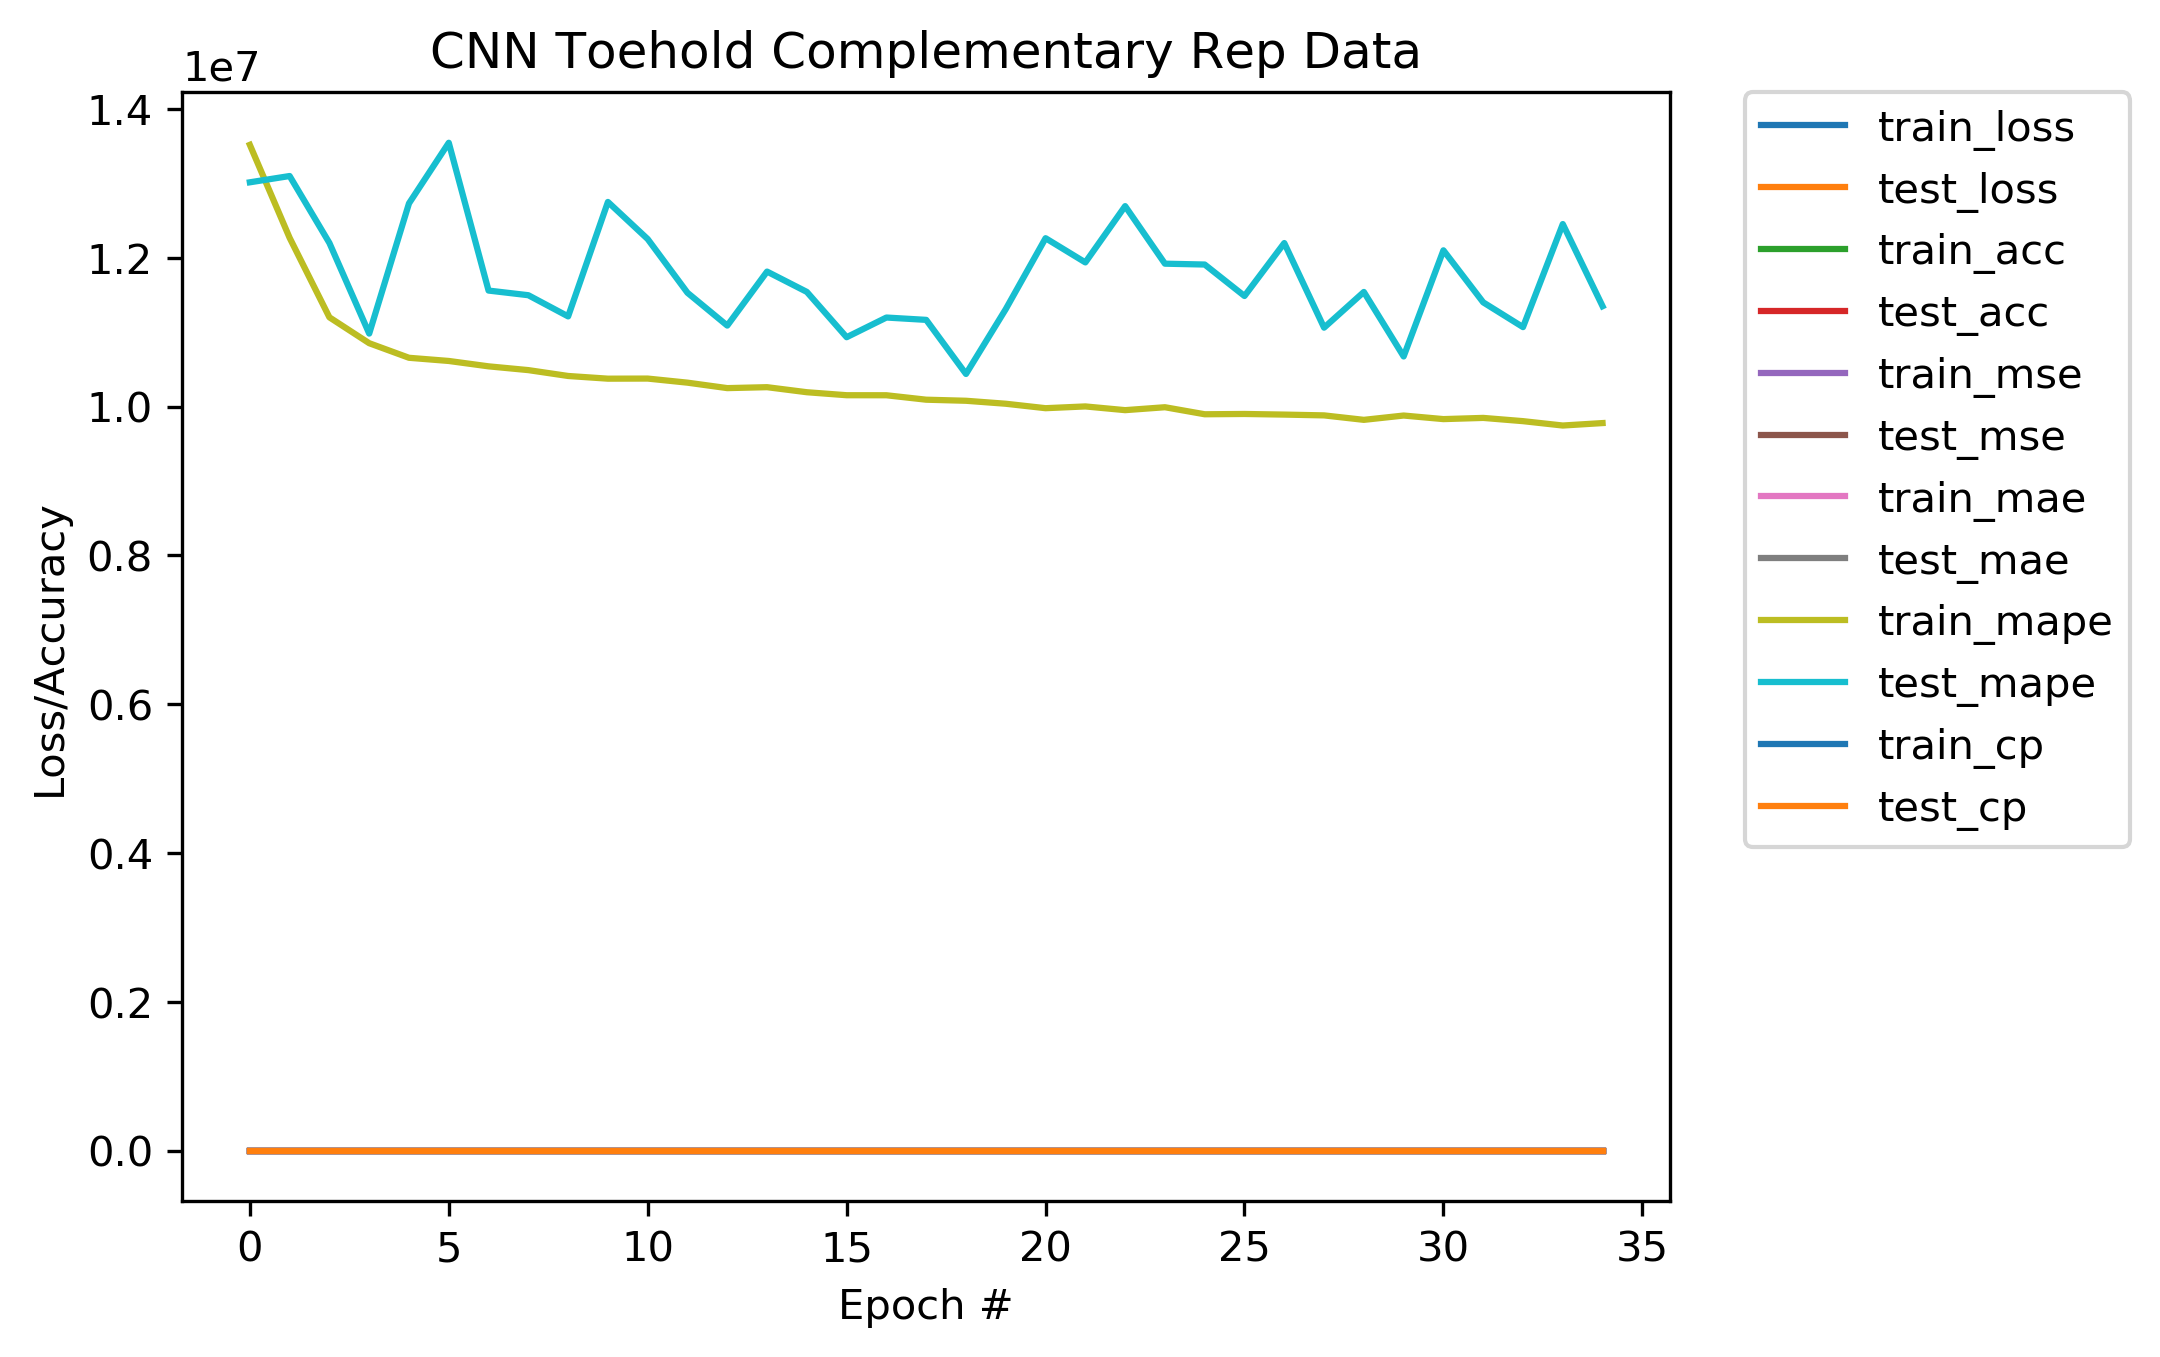 CNN Toehold Complementary Rep Data
1e7
1.4
1.2
1.0
0.8
0.6
0.4
0.2
0.0
Loss/Accuracy
0 5 10 15 20 25 30 35
Epoch #
train_loss
test_loss
train_acc
test_acc
train_mse
test_mse
train_mae
test_mae
train_mape
test_mape
train_cp
test_cp